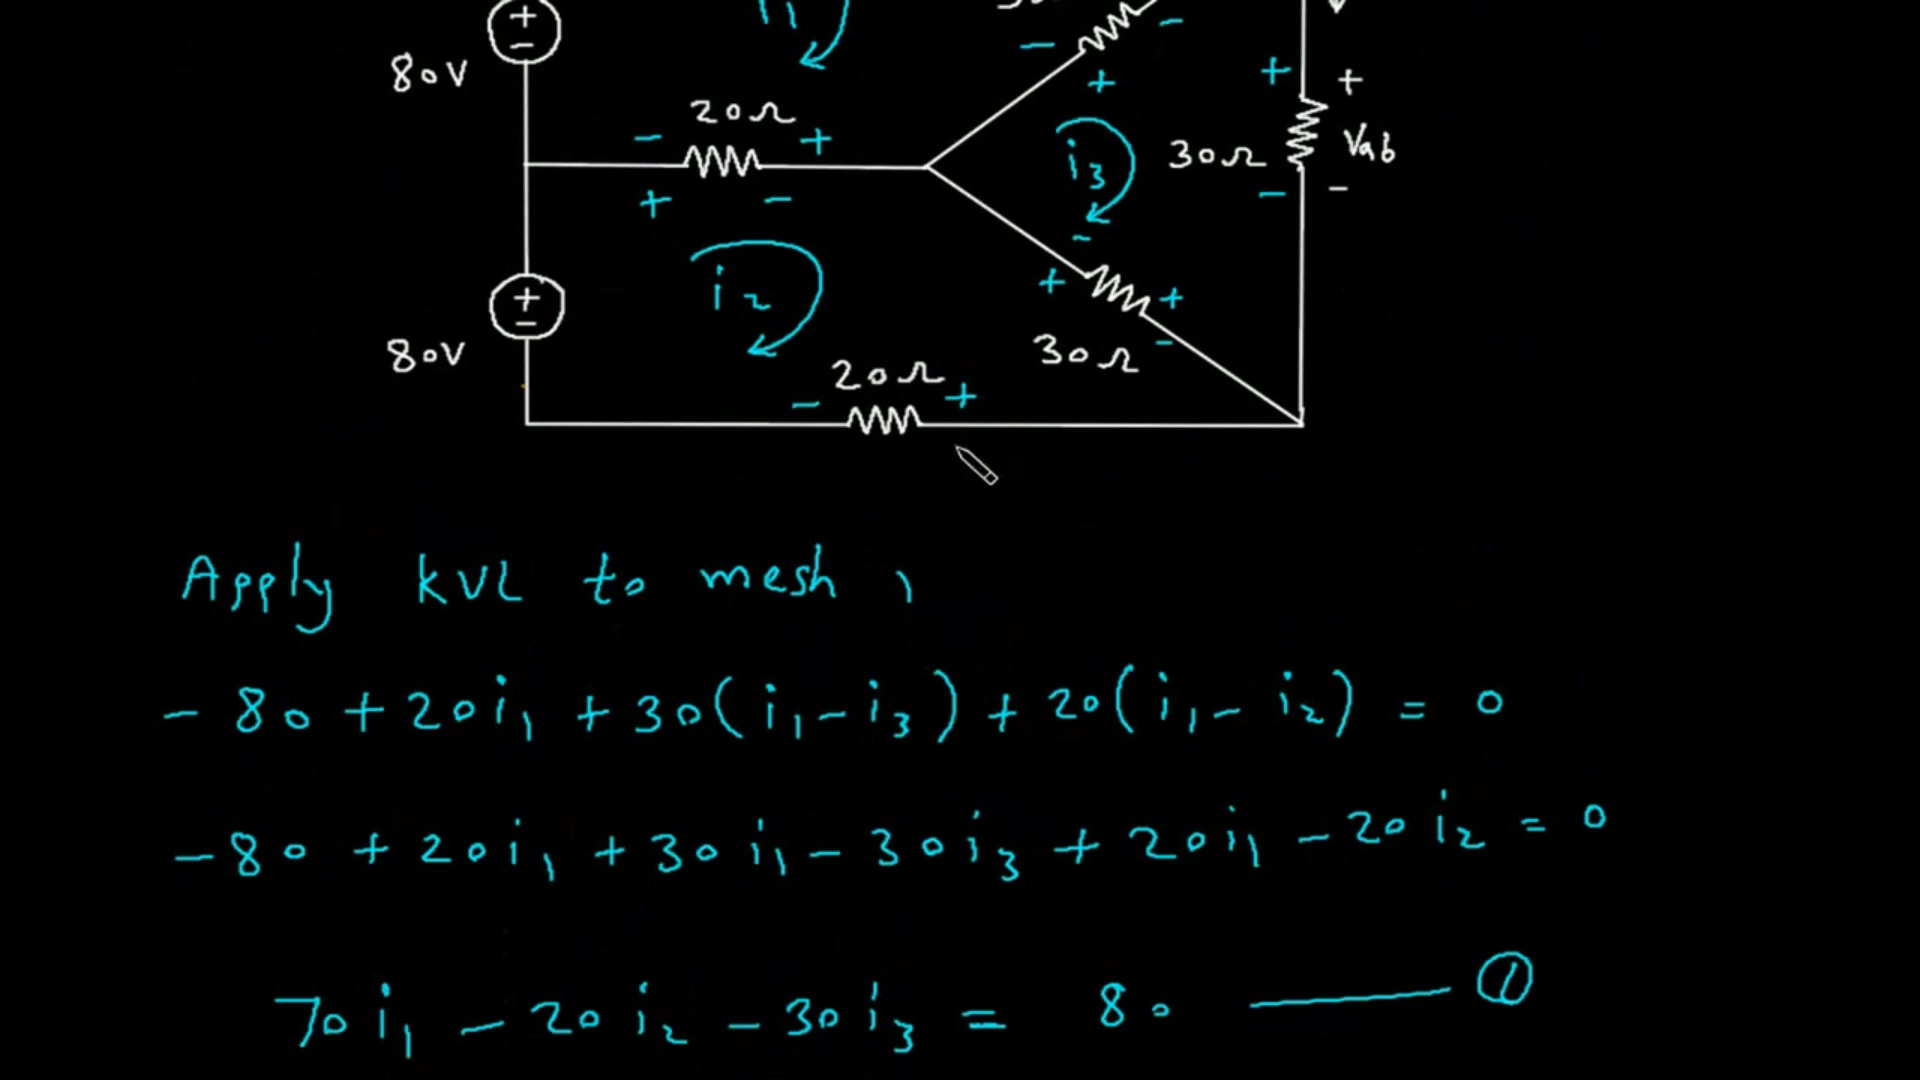 i1
80V
20Ω
i3
30Ω
Vab
i2
80V
30Ω
20Ω
Apply KVL to mesh 1
- 80 + 20i1 + 30(i1 - i3) + 20(i1 - i2) = 0
- 80 + 20i1 + 30i1 - 30i3 + 20i1 - 20i2 = 0
70i1 - 20i2 - 30i3 = 80 —— ①